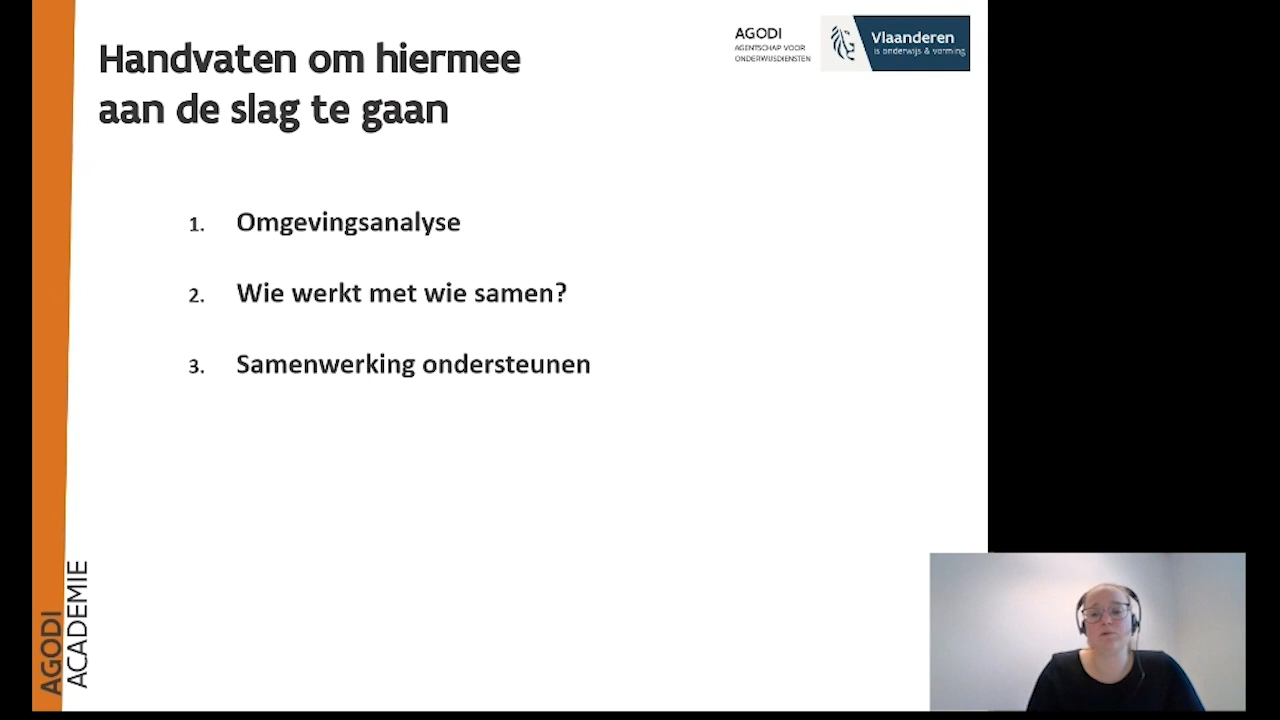 Handvaten om hiermee
aan de slag te gaan
AGODI
AGENTSCHAP VOOR
ONDERWIJSDIENSTEN
Vlaanderen
is onderwijs & vorming
1. Omgevingsanalyse
2. Wie werkt met wie samen?
3. Samenwerking ondersteunen
AGODI
ACADEMIE